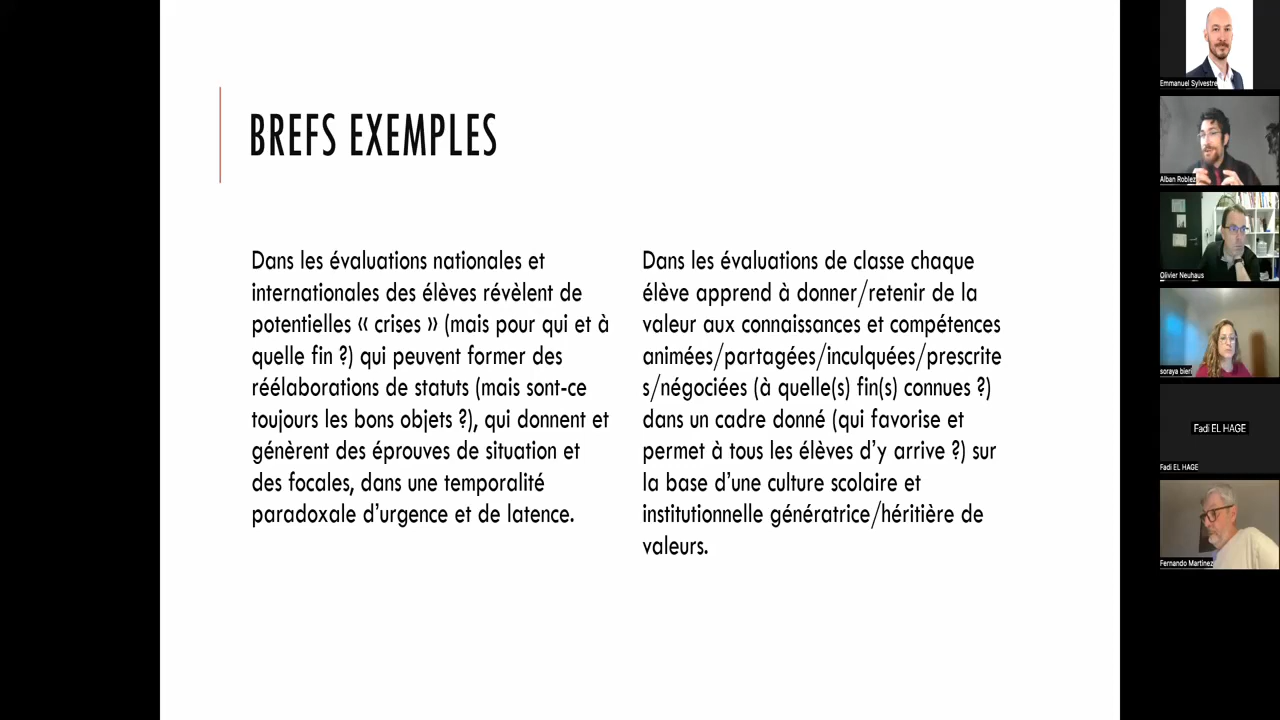 BREFS EXEMPLES
Dans les évaluations nationales et
internationales des élèves révèlent de
potentielles « crises » (mais pour qui et à
quelle fin ?) qui peuvent former des
réélaborations de statuts (mais sont-ce
toujours les bons objets ?), qui donnent et
génèrent des éprouves de situation et
des focales, dans une temporalité
paradoxale d'urgence et de latence.
Dans les évaluations de classe chaque
élève apprend à donner/retenir de la
valeur aux connaissances et compétences
animées/partagées/inculquées/prescrite
s/négociées (à quelle(s) fin(s) connues ?)
dans un cadre donné (qui favorise et
permet à tous les élèves d'y arrive ?) sur
la base d'une culture scolaire et
institutionnelle génératrice/héritière de
valeurs.
Emmanuel Sylvestre
Alban Roblez
Olivier Neuhaus
soraya bieri
Fadi EL HAGE
Fadi EL HAGE
Fernando Martinez